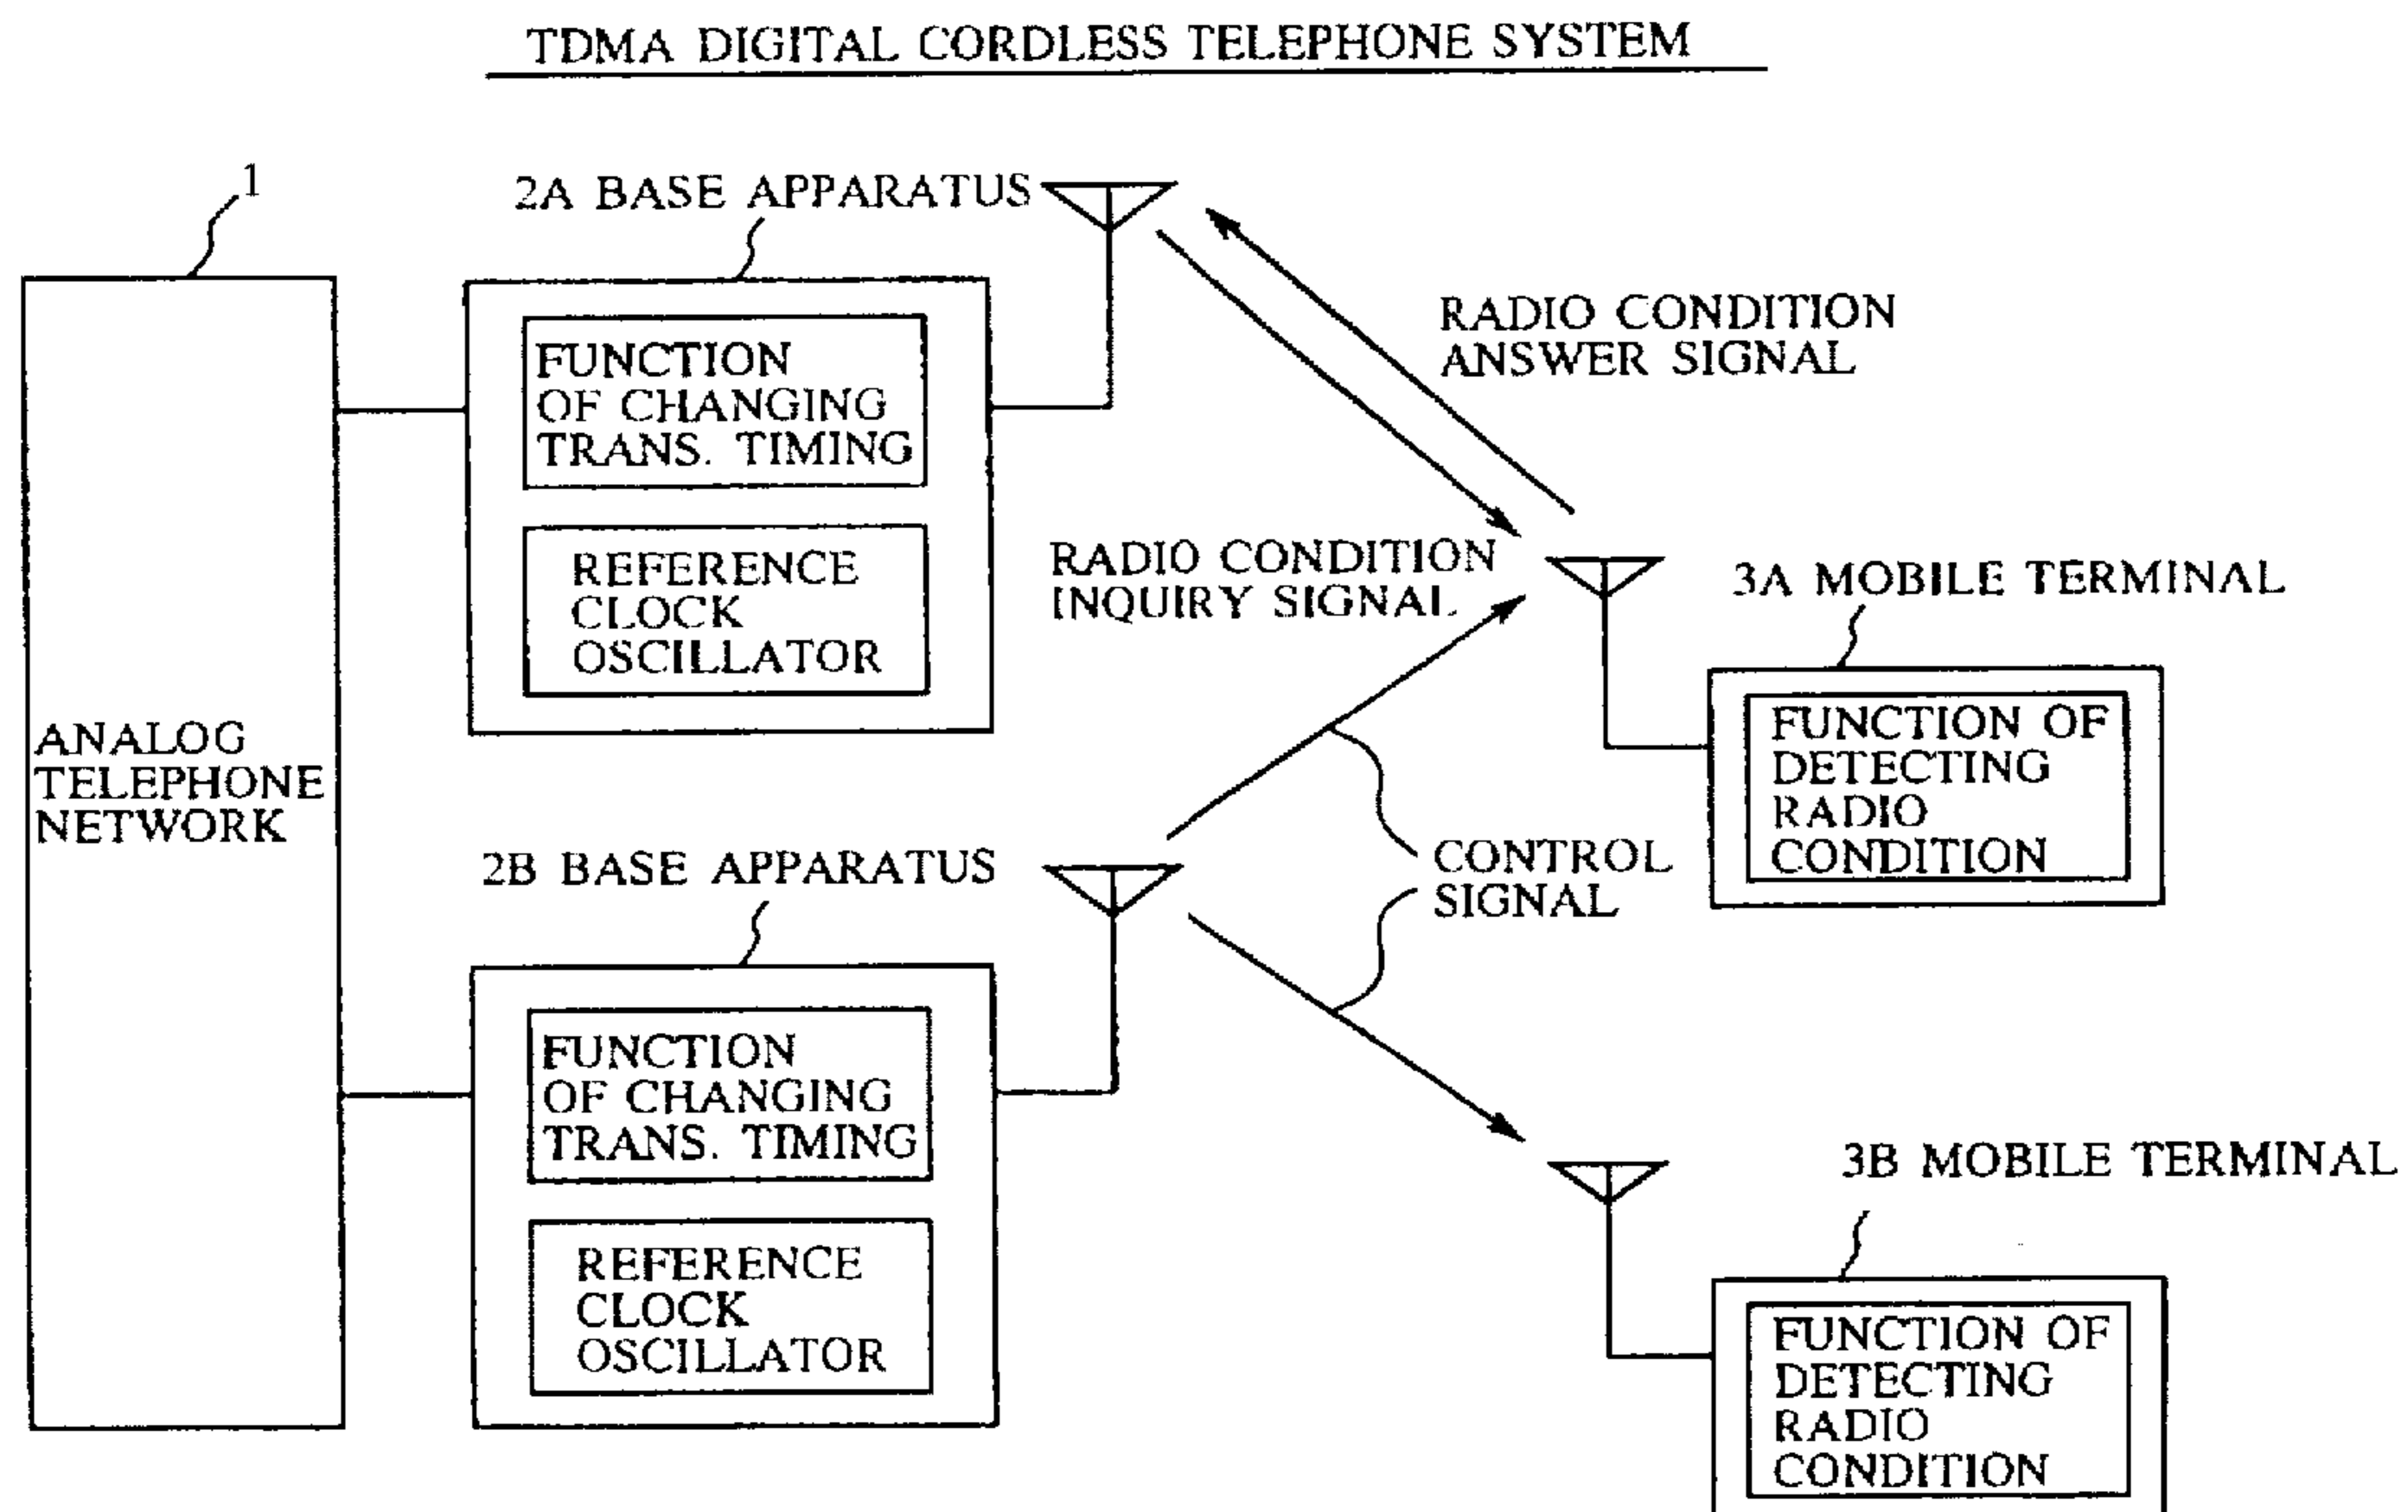 TDMA DIGITAL CORDLESS TELEPHONE SYSTEM
1
2A BASE APPARATUS
FUNCTION
OF CHANGING
TRANS. TIMING
REFERENCE
CLOCK
OSCILLATOR
RADIO CONDITION
ANSWER SIGNAL
RADIO CONDITION
INQUIRY SIGNAL
3A MOBILE TERMINAL
FUNCTION OF
DETECTING
RADIO
CONDITION
ANALOG
TELEPHONE
NETWORK
CONTROL
SIGNAL
2B BASE APPARATUS
FUNCTION
OF CHANGING
TRANS. TIMING
REFERENCE
CLOCK
OSCILLATOR
3B MOBILE TERMINAL
FUNCTION OF
DETECTING
RADIO
CONDITION